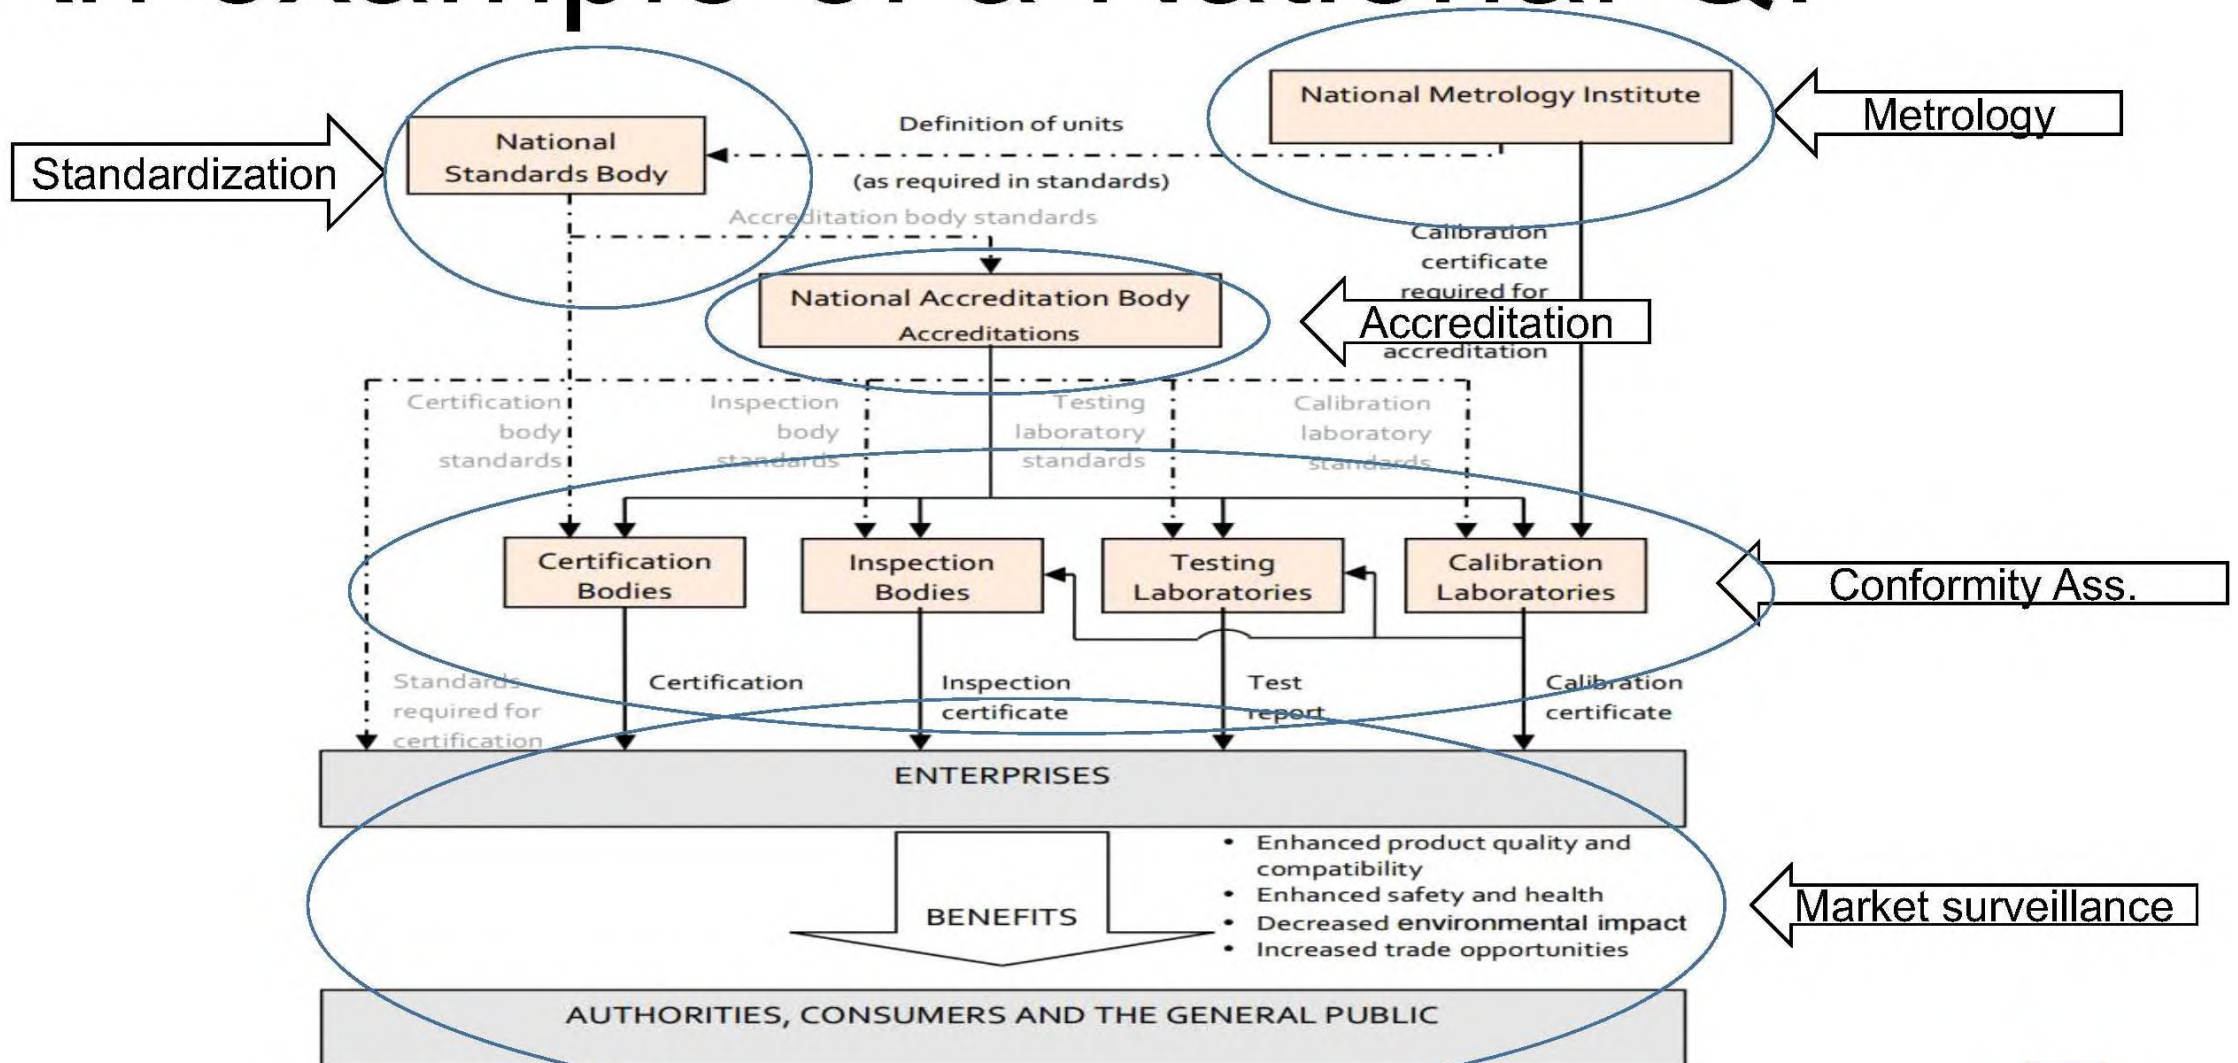 National Metrology Institute
Metrology
Definition of units
National
Standards Body
Standardization
(as required in standards)
Accreditation body standards
Calibration
certificate
required for
accreditation
National Accreditation Body
Accreditations
Accreditation
Certification
body
standards
Inspection
body
standards
Testing
laboratory
standards
Calibration
laboratory
standards
Certification
Bodies
Inspection
Bodies
Testing
Laboratories
Calibration
Laboratories
Conformity Ass.
Standards
required for
certification
Certification
Inspection
certificate
Test
report
Calibration
certificate
ENTERPRISES
BENEFITS
• Enhanced product quality and
compatibility
• Enhanced safety and health
• Decreased environmental impact
• Increased trade opportunities
Market surveillance
AUTHORITIES, CONSUMERS AND THE GENERAL PUBLIC